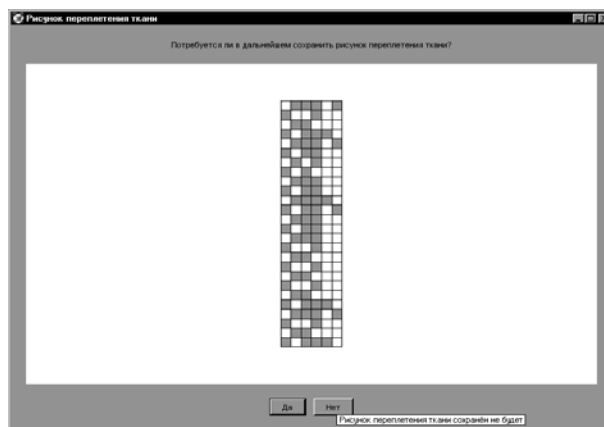 Рисунок переплетения ткани
Потребуется ли в дальнейшем сохранить рисунок переплетения ткани?
Да
Нет
Рисунок переплетения ткани сохранён не будет